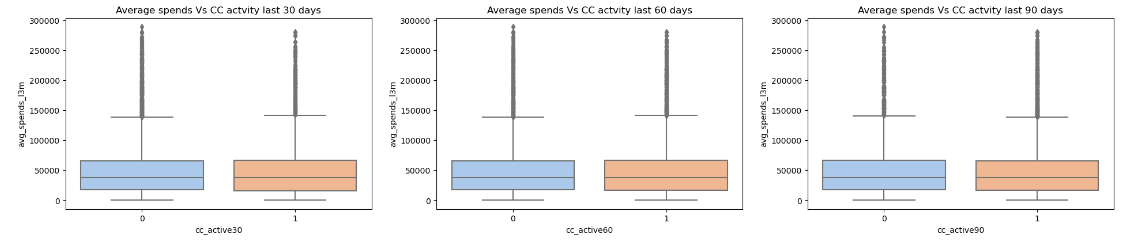 Average spends Vs CC actvity last 30 days
300000
250000
200000
150000
100000
50000
0
avg_spends_l3m
0 1
cc_active30
Average spends Vs CC actvity last 60 days
300000
250000
200000
150000
100000
50000
0
avg_spends_l3m
0 1
cc_active60
Average spends Vs CC actvity last 90 days
300000
250000
200000
150000
100000
50000
0
avg_spends_l3m
0 1
cc_active90